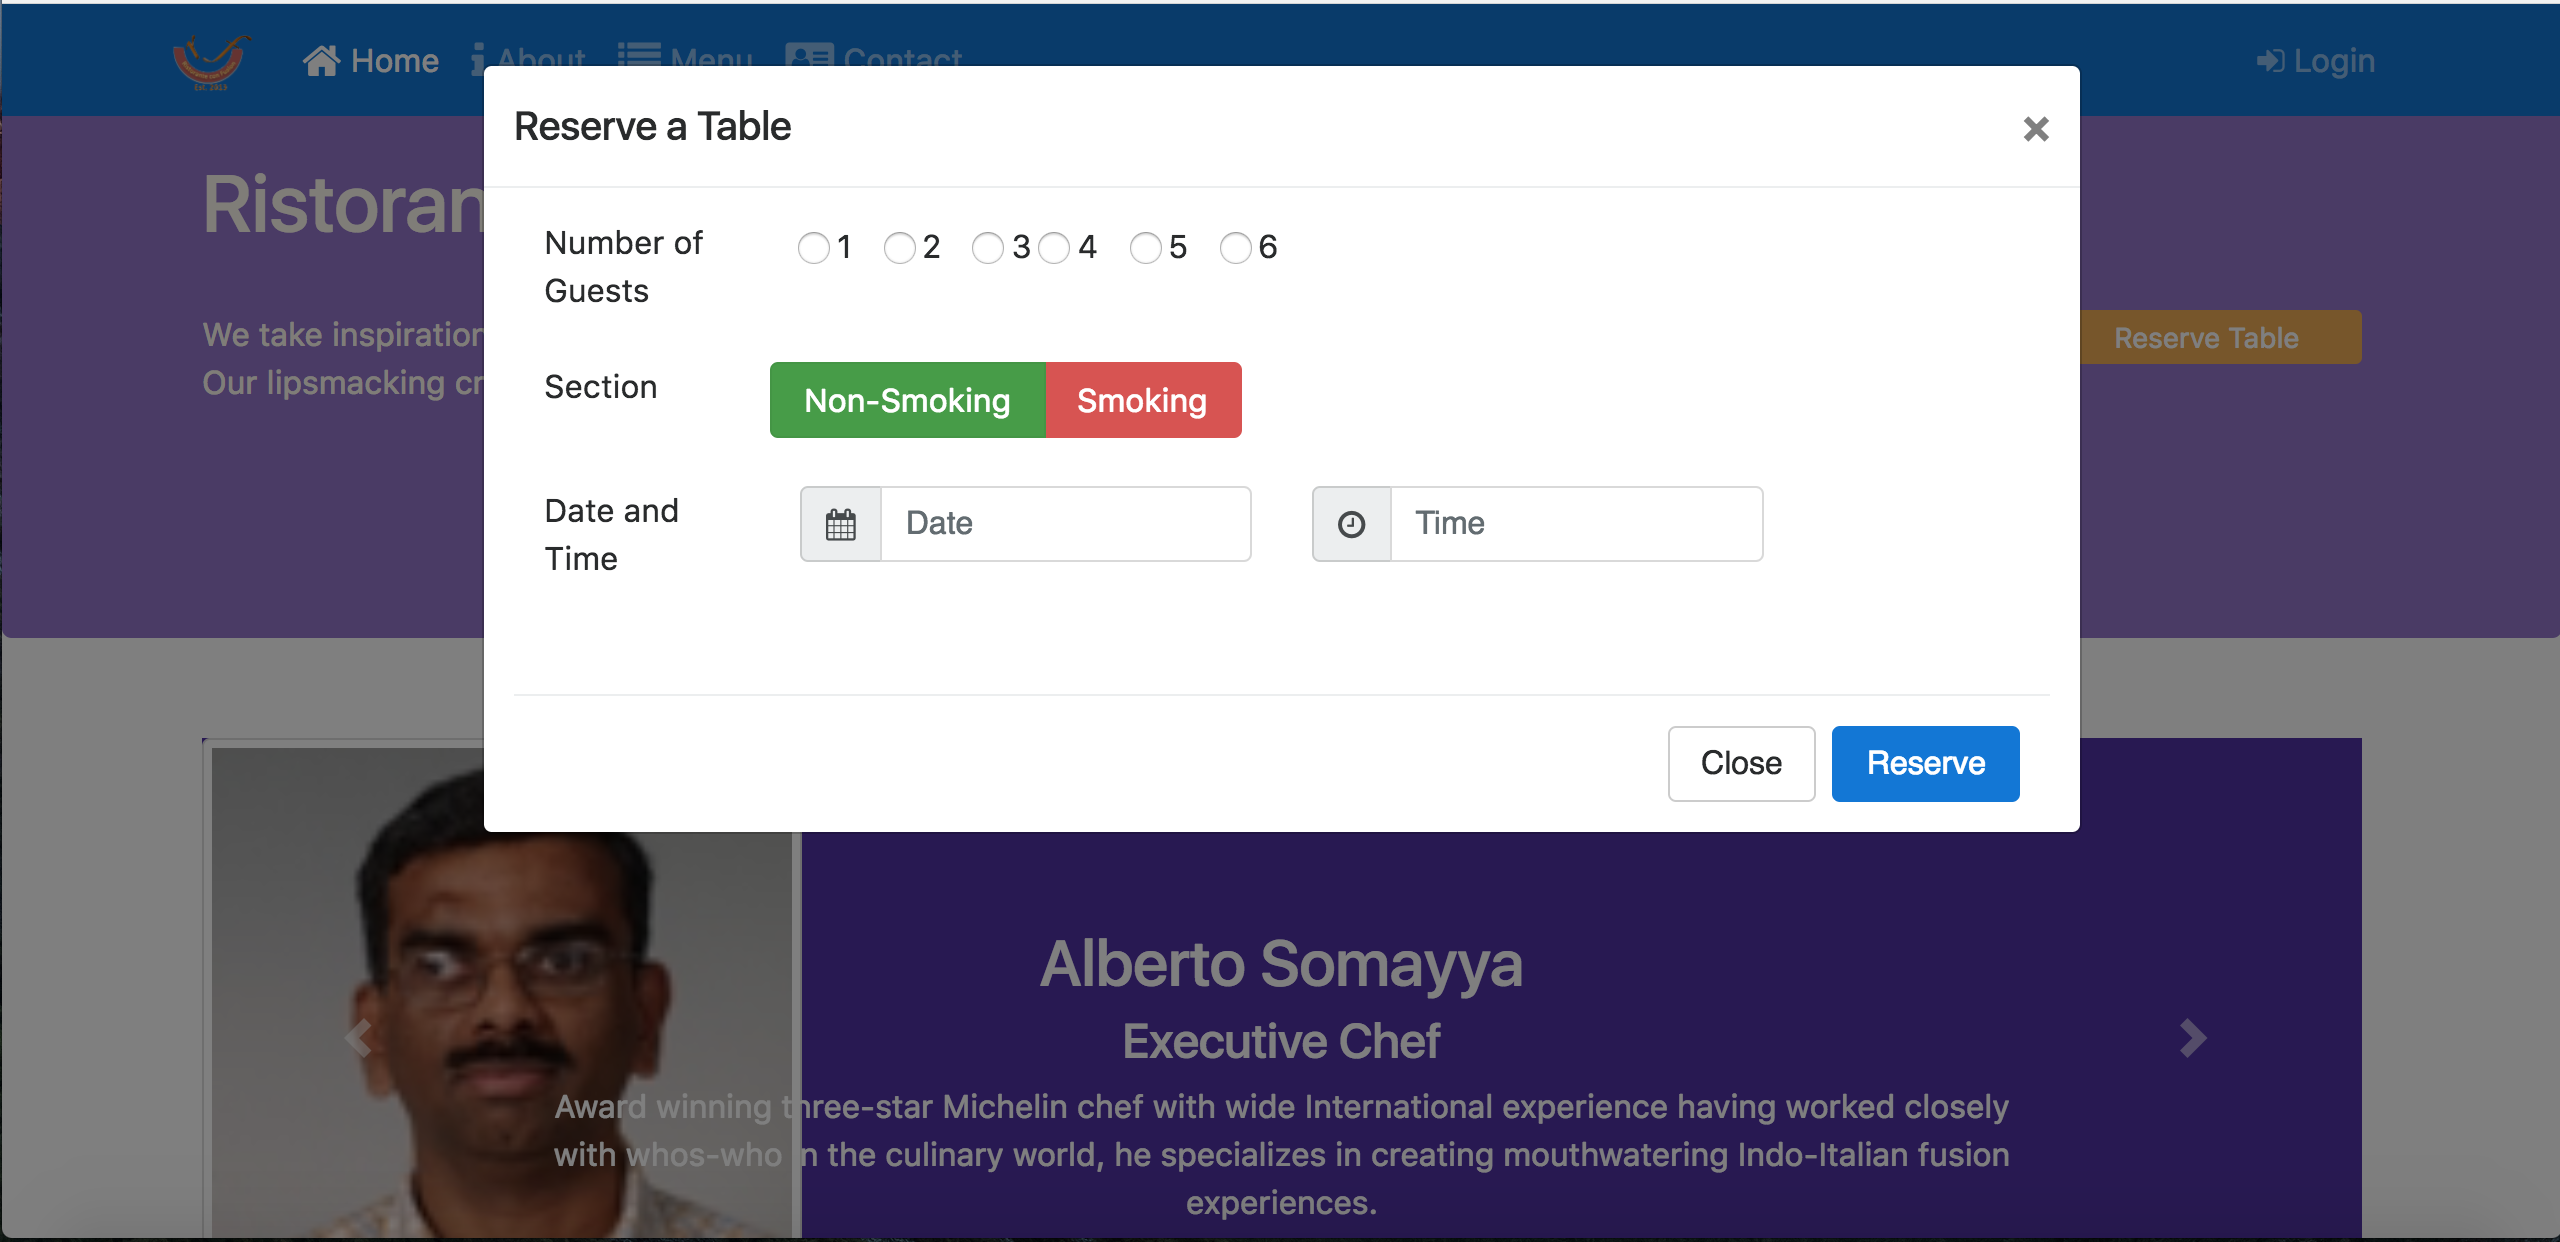 Home About Menu Contact Login
Reserve a Table
×
Ristoran
Number of
Guests
1 2 3 4 5 6
We take inspiration
Our lipsmacking cr
Reserve Table
Section
Non-Smoking Smoking
Date and
Time
Date
Time
Close Reserve
Alberto Somayya
Executive Chef
Award winning three-star Michelin chef with wide International experience having worked closely
with whos-who in the culinary world, he specializes in creating mouthwatering Indo-Italian fusion
experiences.